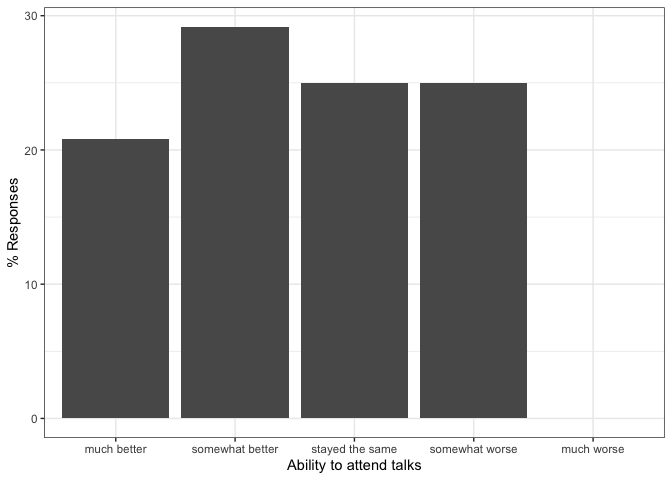 30
20
10
0
% Responses
much better somewhat better stayed the same somewhat worse much worse
Ability to attend talks